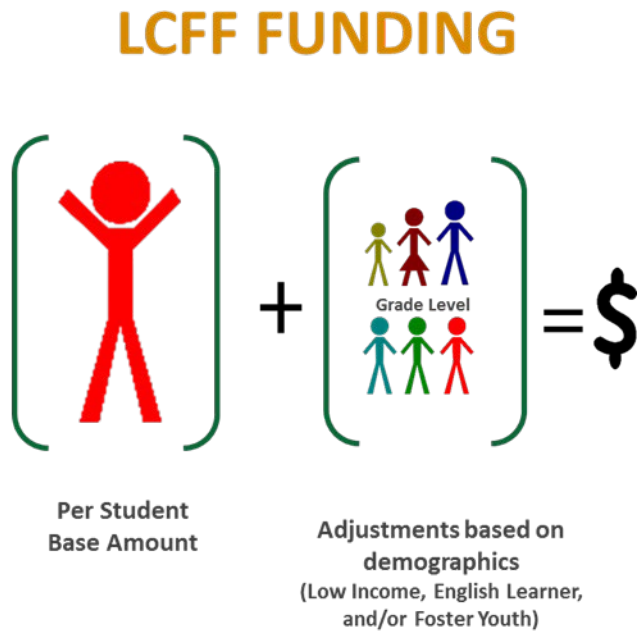 LCFF FUNDING
+
Grade Level
= $
Per Student
Base Amount
Adjustments based on
demographics
(Low Income, English Learner,
and/or Foster Youth)